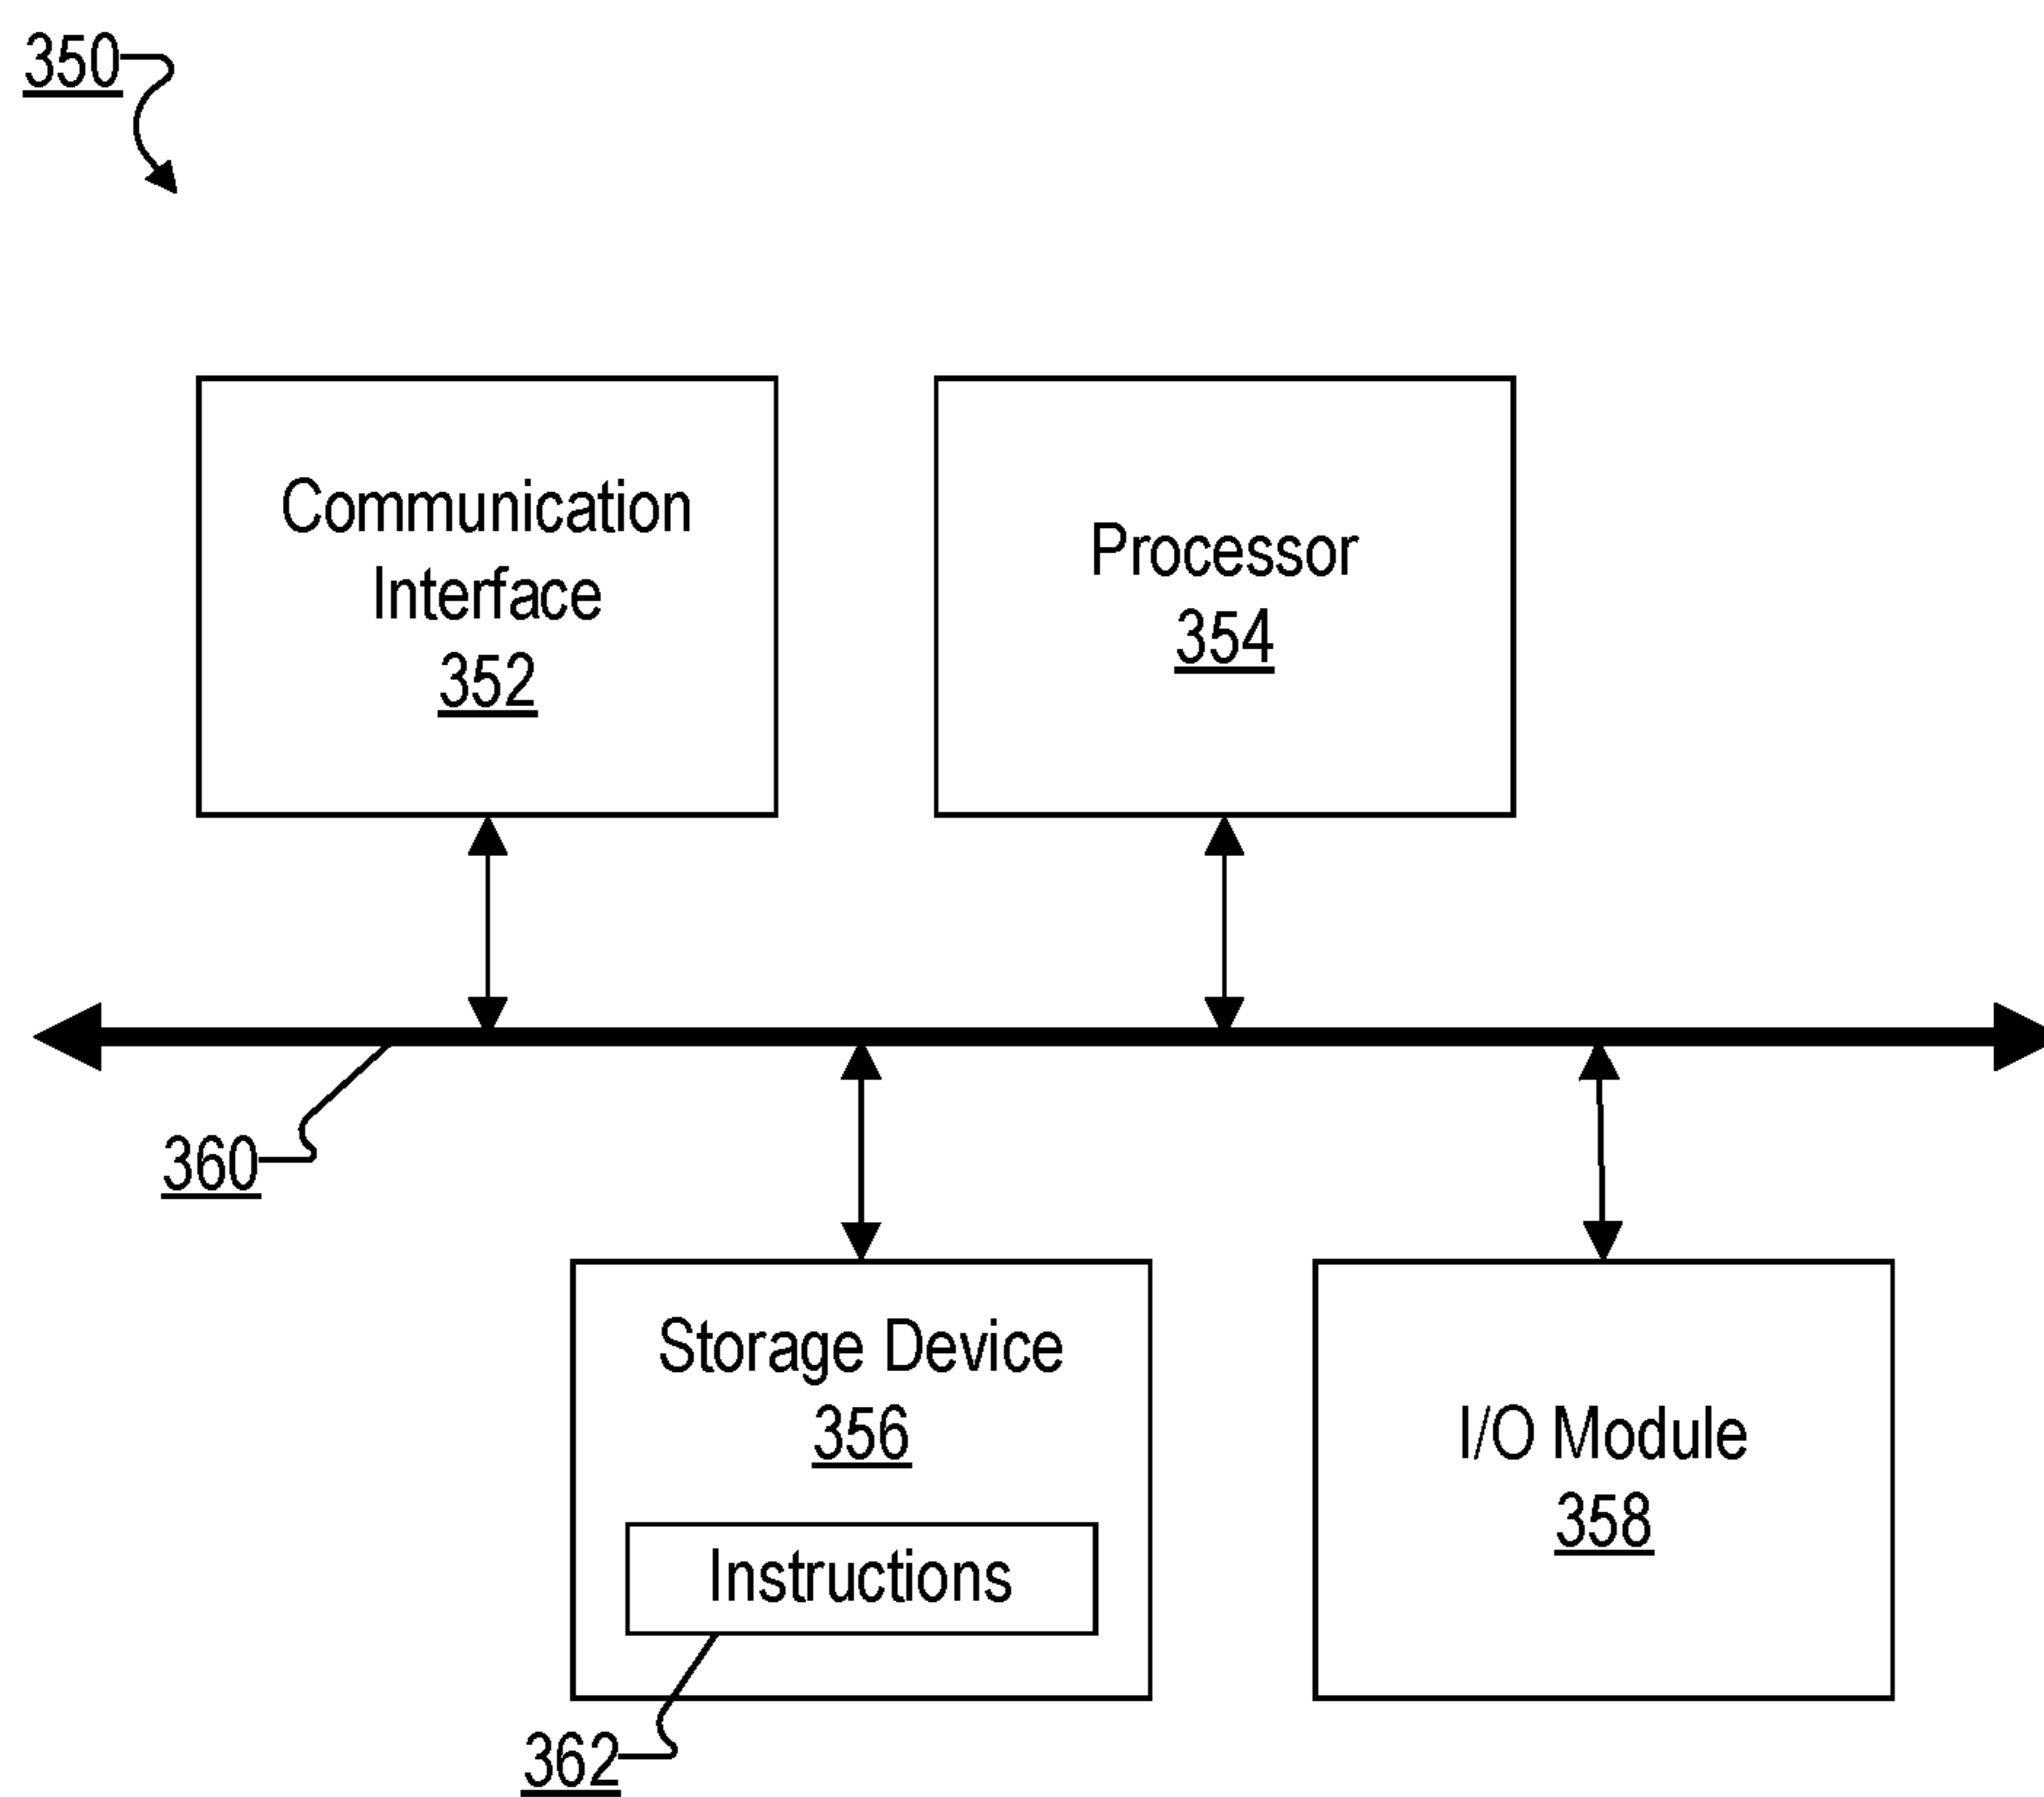 350
Communication
Interface
352
Processor
354
360
Storage Device
356
Instructions
362
I/O Module
358